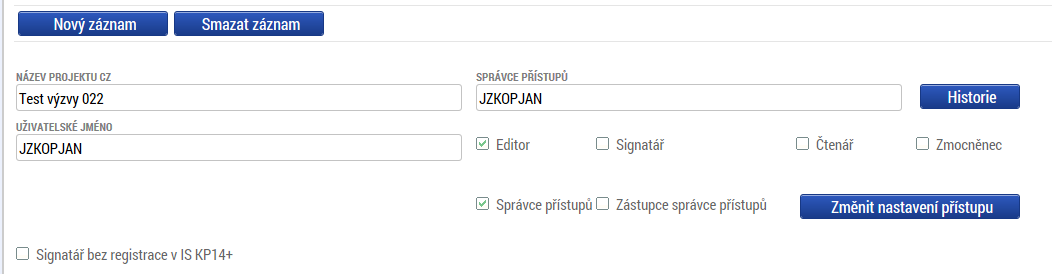 Nový záznam Smazat záznam
NÁZEV PROJEKTU CZ SPRÁVCE PŘÍSTUPŮ
Test výzvy 022 JZKOPJAN Historie
UŽIVATELSKÉ JMÉNO
JZKOPJAN Editor Signatář Čtenář Zmocněnec
Správce přístupů Zástupce správce přístupů Změnit nastavení přístupu
Signatář bez registrace v IS KP14+